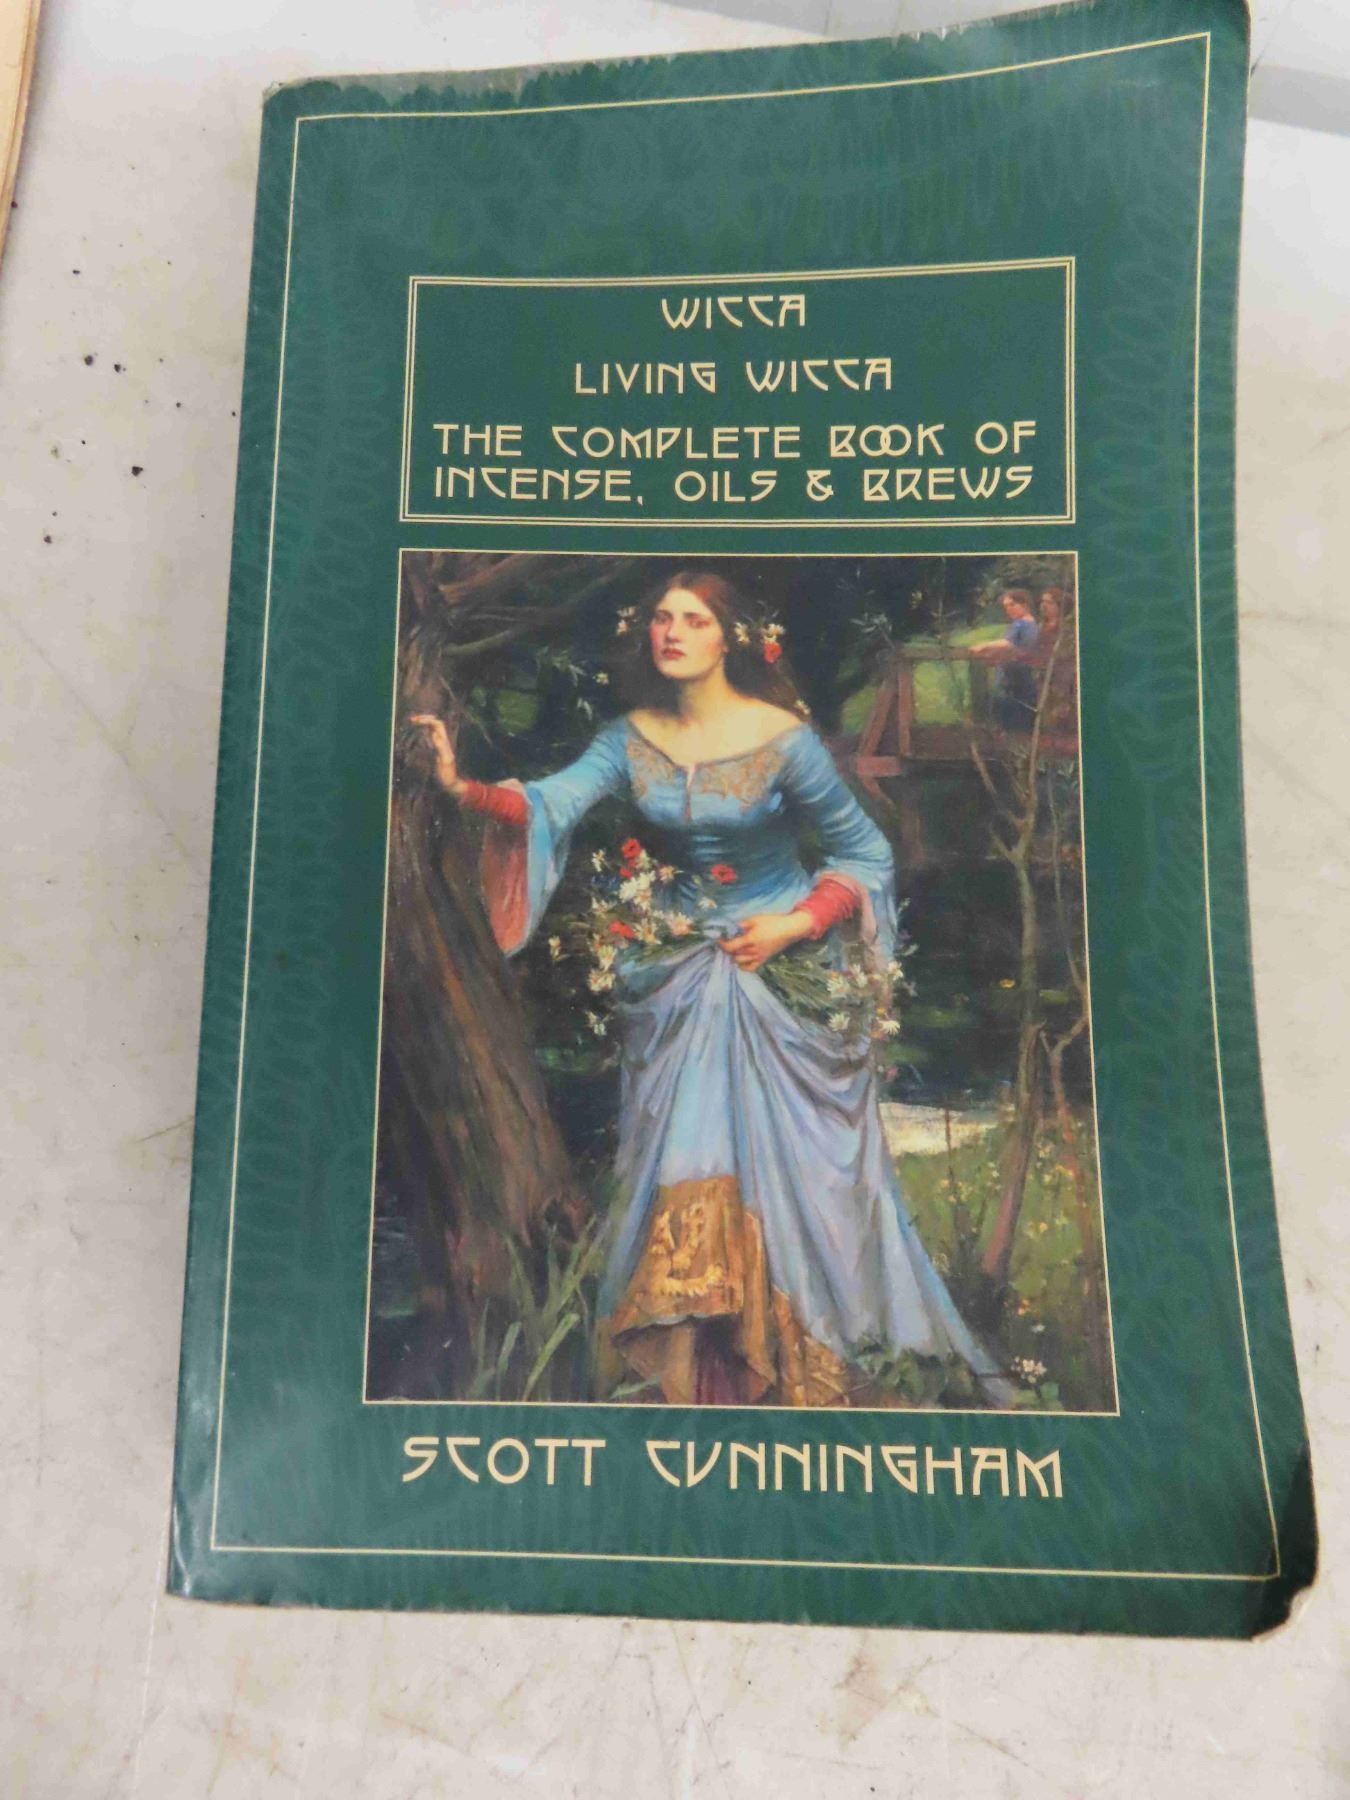 WICCA
LIVING WICCA
THE COMPLETE BOOK OF
INCENSE, OILS & BREWS
SCOTT CUNNINGHAM